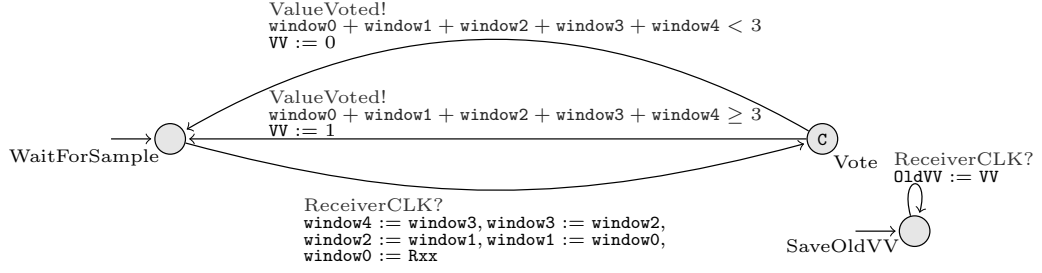 ValueVoted!
window0 + window1 + window2 + window3 + window4 < 3
VV := 0
ValueVoted!
window0 + window1 + window2 + window3 + window4 ≥ 3
VV := 1
WaitForSample
C
Vote
ReceiverCLK?
window4 := window3, window3 := window2,
window2 := window1, window1 := window0,
window0 := Rxx
ReceiverCLK?
OldVV := VV
SaveOldVV